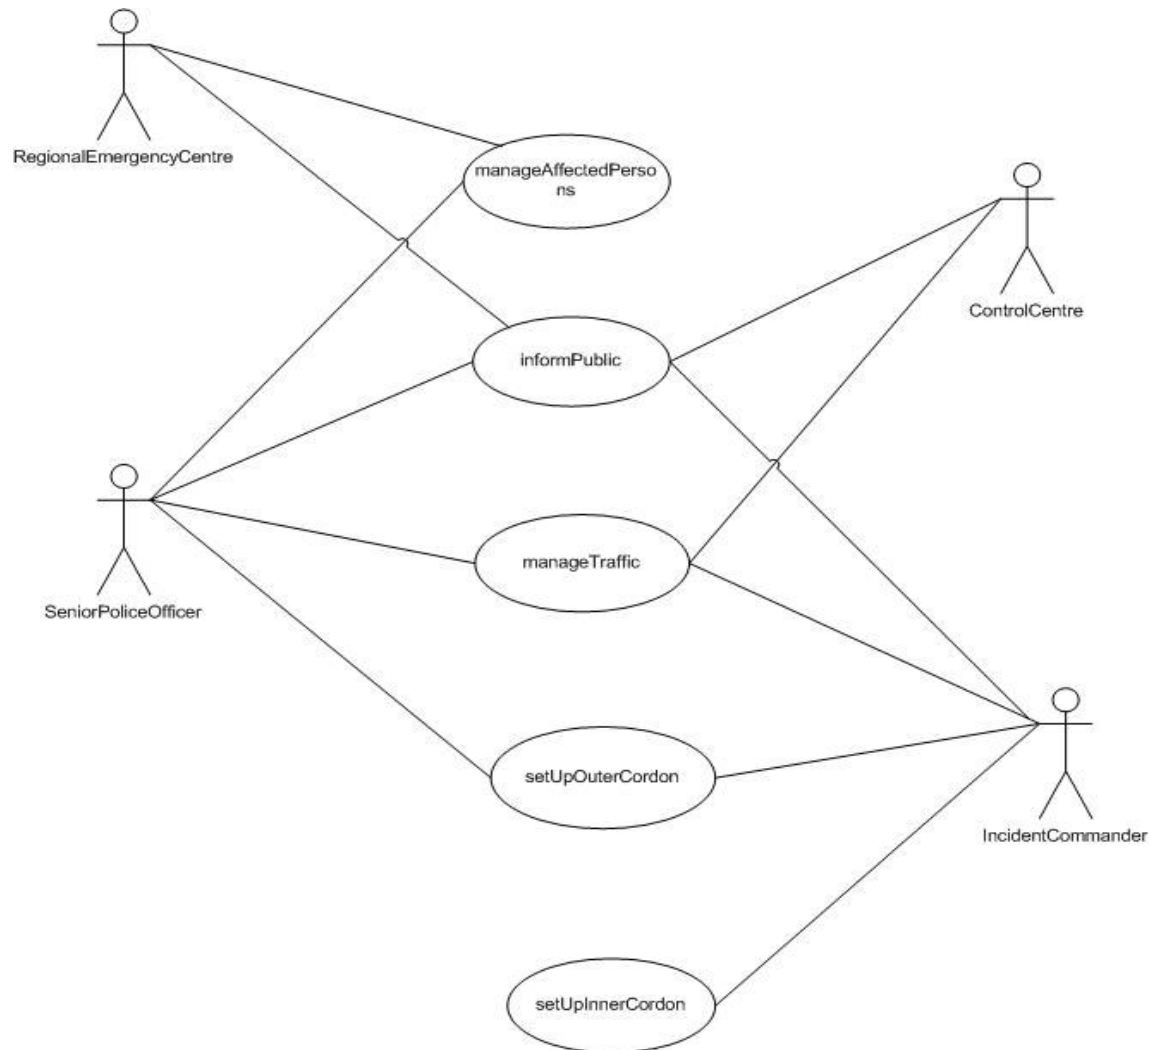 RegionalEmergencyCentre
manageAffectedPerso
ns
ControlCentre
informPublic
SeniorPoliceOfficer
manageTraffic
setUpOuterCordon
IncidentCommander
setUpInnerCordon